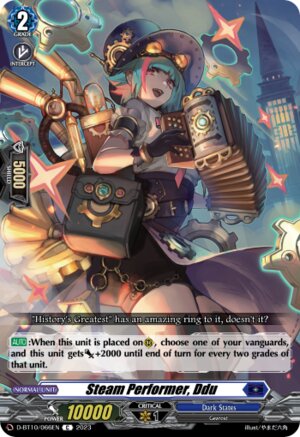 2
GRADE
INTERCEPT
5000
SHIELD
"History's Greatest" has an amazing ring to it, doesn't it?
AUTO:When this unit is placed on, choose one of your vanguards,
and this unit gets +2000 until end of turn for every two grades of
that unit.
NORMAL UNIT
Steam Performer, Ddu
POWER 10000
CRITICAL
1
Dark States
Gearoid
D-BT10/066EN C 2023
illust/やまだ六角